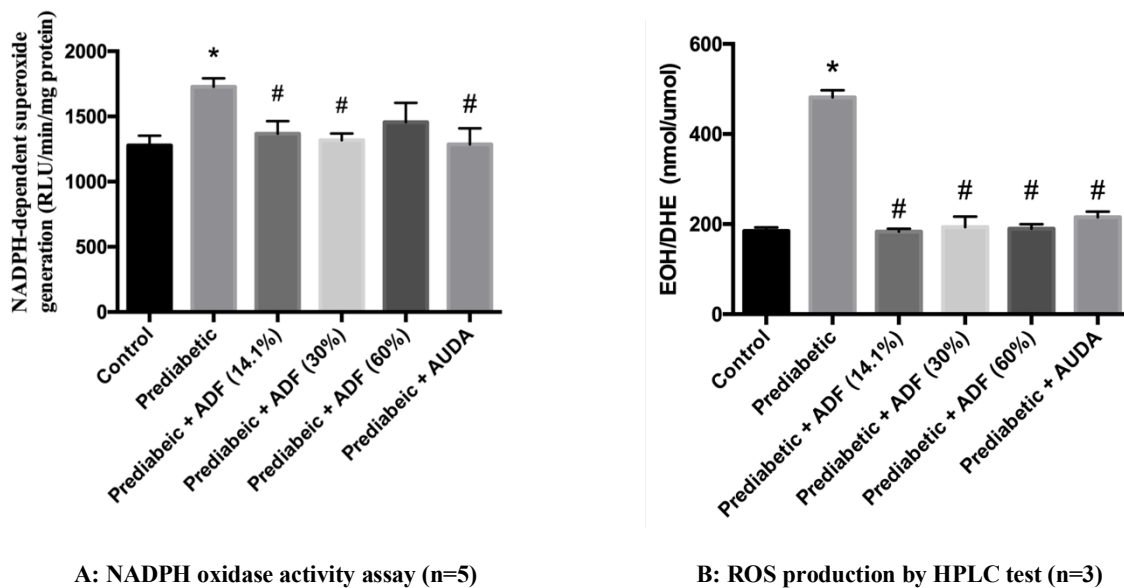 NADPH-dependent superoxide
generation (RLU/min/mg protein)
2000
1500
1000
500
0
*
#
#
#
Control
Prediabetic
Prediabeic + ADF (14.1%)
Prediabeic + ADF (30%)
Prediabeic + ADF (60%)
Prediabeic + AUDA
A: NADPH oxidase activity assay (n=5)
EOH/DHE (nmol/umol)
600
400
200
0
*
#
#
#
#
Control
Prediabetic
Prediabetic + ADF (14.1%)
Prediabetic + ADF (30%)
Prediabetic + ADF (60%)
Prediabetic + AUDA
B: ROS production by HPLC test (n=3)